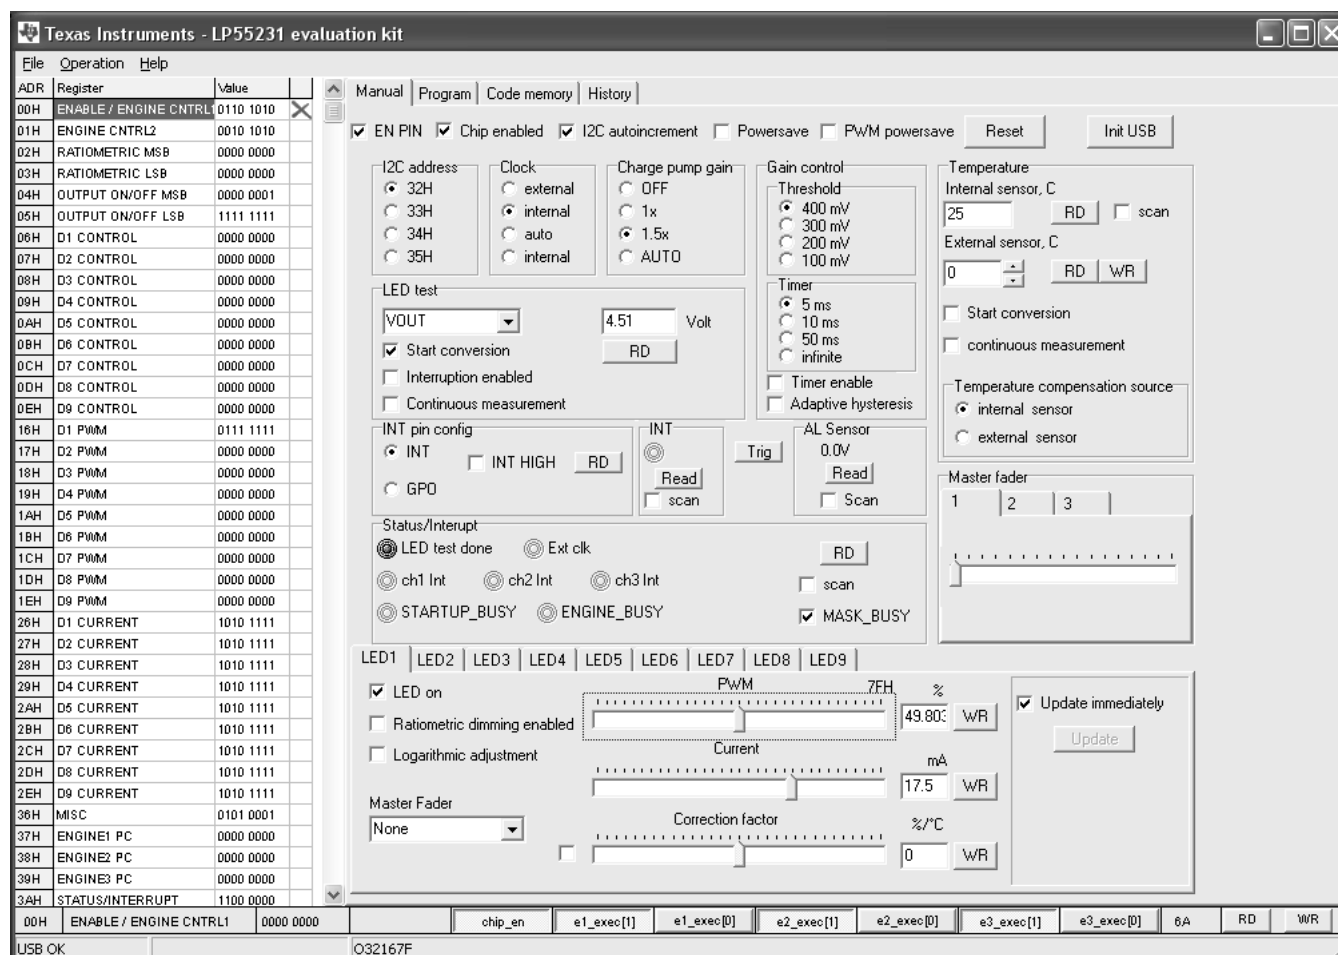 Texas Instruments - LP55231 evaluation kit
File Operation Help
ADR Register Value
00H ENABLE / ENGINE CNTRL1 0110 1010
01H ENGINE CNTRL2 0010 1010
02H RATIOMETRIC MSB 0000 0000
03H RATIOMETRIC LSB 0000 0000
04H OUTPUT ON/OFF MSB 0000 0001
05H OUTPUT ON/OFF LSB 1111 1111
06H D1 CONTROL 0000 0000
07H D2 CONTROL 0000 0000
08H D3 CONTROL 0000 0000
09H D4 CONTROL 0000 0000
0AH D5 CONTROL 0000 0000
0BH D6 CONTROL 0000 0000
0CH D7 CONTROL 0000 0000
0DH D8 CONTROL 0000 0000
0EH D9 CONTROL 0000 0000
16H D1 PWM 0111 1111
17H D2 PWM 0000 0000
18H D3 PWM 0000 0000
19H D4 PWM 0000 0000
1AH D5 PWM 0000 0000
1BH D6 PWM 0000 0000
1CH D7 PWM 0000 0000
1DH D8 PWM 0000 0000
1EH D9 PWM 0000 0000
26H D1 CURRENT 1010 1111
27H D2 CURRENT 1010 1111
28H D3 CURRENT 1010 1111
29H D4 CURRENT 1010 1111
2AH D5 CURRENT 1010 1111
2BH D6 CURRENT 1010 1111
2CH D7 CURRENT 1010 1111
2DH D8 CURRENT 1010 1111
2EH D9 CURRENT 1010 1111
36H MISC 0101 0001
37H ENGINE1 PC 0000 0000
38H ENGINE2 PC 0000 0000
39H ENGINE3 PC 0000 0000
3AH STATUS/INTERRUPT 1100 0000
Manual Program Code memory History
EN PIN Chip enabled I2C autoincrement Powersave PWM powersave Reset Init USB
I2C address
32H
33H
34H
35H
Clock
external
internal
auto
internal
Charge pump gain
OFF
1x
1.5x
AUTO
Gain control
Threshold
400 mV
300 mV
200 mV
100 mV
Timer
5 ms
10 ms
50 ms
infinite
Timer enable
Adaptive hysteresis
Temperature
Internal sensor, C
25 RD scan
External sensor, C
0 RD WR
Start conversion
continuous measurement
Temperature compensation source
internal sensor
external sensor
LED test
VOUT 4.51 Volt
Start conversion RD
Interruption enabled
Continuous measurement
INT pin config
INT INT HIGH RD
GPO
INT
Read
scan
Trig
AL Sensor
0.0V
Read
Scan
Master fader
1 2 3
Status/Interupt
LED test done Ext clk RD
ch1 Int ch2 Int ch3 Int scan
STARTUP_BUSY ENGINE_BUSY MASK_BUSY
LED1 LED2 LED3 LED4 LED5 LED6 LED7 LED8 LED9
LED on PWM 7FH %
Ratiometric dimming enabled 49.803 WR
Logarithmic adjustment Current mA
17.5 WR
Master Fader Correction factor %/°C
None 0 WR
Update immediately
Update
00H ENABLE / ENGINE CNTRL1 0000 0000 chip_en e1_exec[1] e1_exec[0] e2_exec[1] e2_exec[0] e3_exec[1] e3_exec[0] 6A RD WR
USB OK O32167F